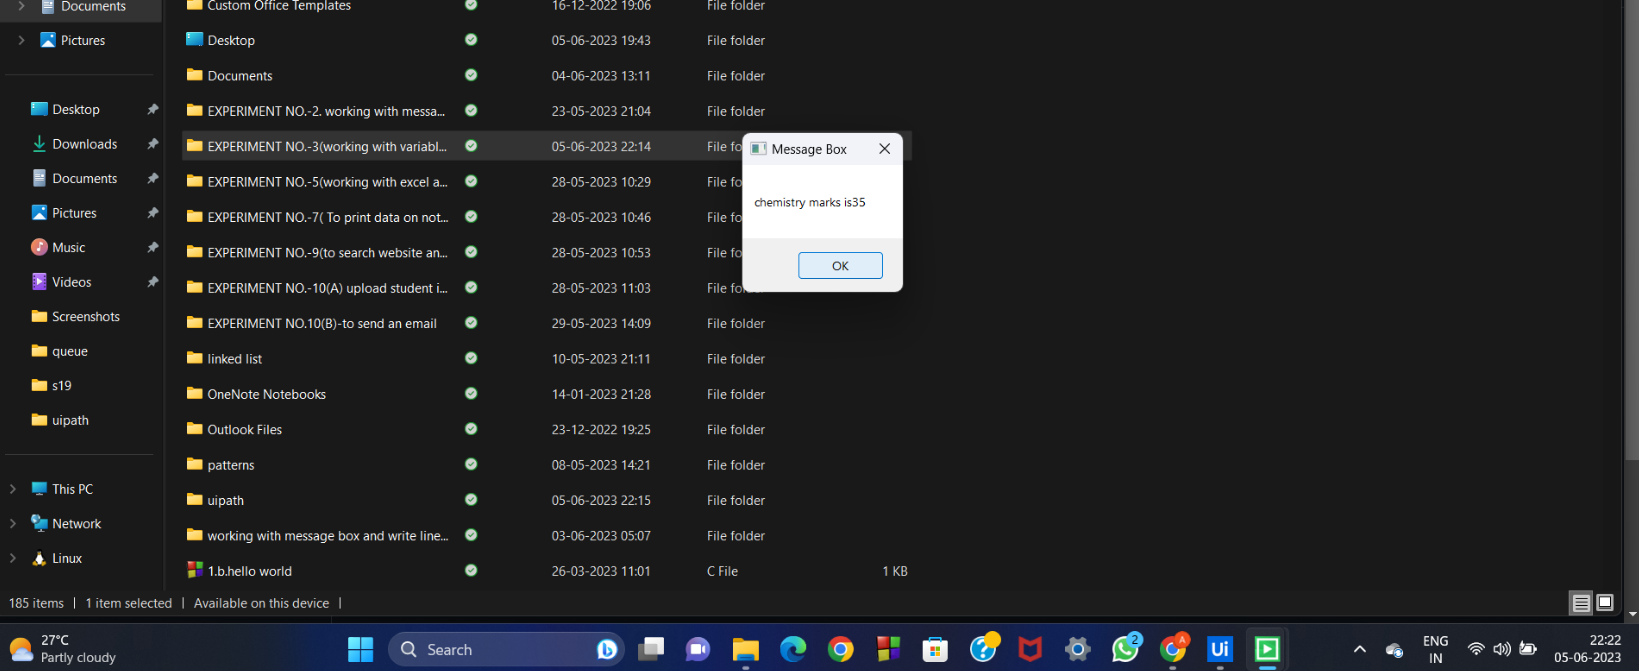 Documents
Pictures
Desktop
Downloads
Documents
Pictures
Music
Videos
Screenshots
queue
s19
uipath
This PC
Network
Linux
Custom Office Templates 16-12-2022 19:06 File folder
Desktop 05-06-2023 19:43 File folder
Documents 04-06-2023 13:11 File folder
EXPERIMENT NO.-2. working with messa... 23-05-2023 21:04 File folder
EXPERIMENT NO.-3(working with variabl... 05-06-2023 22:14 File fo
EXPERIMENT NO.-5(working with excel a... 28-05-2023 10:29 File fo
EXPERIMENT NO.-7( To print data on not... 28-05-2023 10:46 File fo
EXPERIMENT NO.-9(to search website an... 28-05-2023 10:53 File fo
EXPERIMENT NO.-10(A) upload student i... 28-05-2023 11:03 File fo
EXPERIMENT NO.10(B)-to send an email 29-05-2023 14:09 File folder
linked list 10-05-2023 21:11 File folder
OneNote Notebooks 14-01-2023 21:28 File folder
Outlook Files 23-12-2022 19:25 File folder
patterns 08-05-2023 14:21 File folder
uipath 05-06-2023 22:15 File folder
working with message box and write line... 03-06-2023 05:07 File folder
1.b.hello world 26-03-2023 11:01 C File 1 KB
Message Box
chemistry marks is35
OK
185 items | 1 item selected | Available on this device |
27°C
Partly cloudy
Search
2
A
Ui
ENG
IN
22:22
05-06-2023